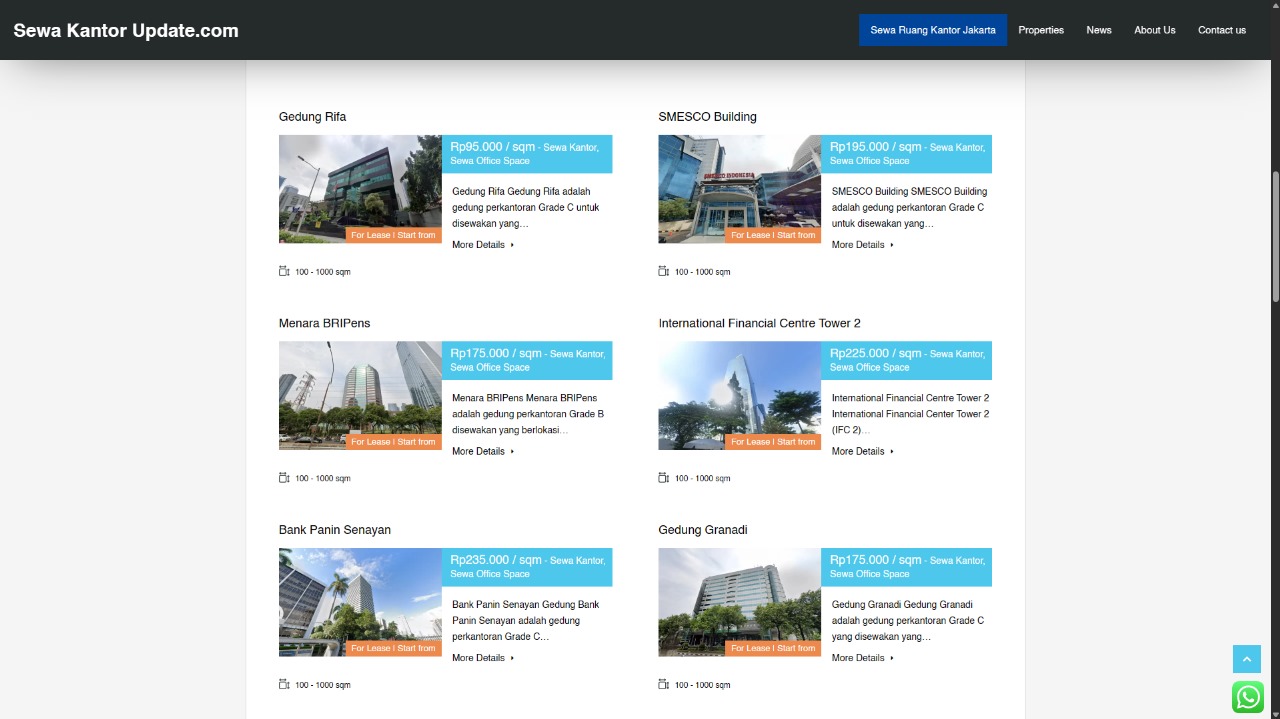 Sewa Kantor Update.com
Sewa Ruang Kantor Jakarta
Properties
News
About Us
Contact us
Gedung Rifa
Rp95.000 / sqm - Sewa Kantor,
Sewa Office Space
Gedung Rifa Gedung Rifa adalah
gedung perkantoran Grade C untuk
disewakan yang…
For Lease | Start from
More Details
100 - 1000 sqm
SMESCO Building
SMESCO INDONESIA
Rp195.000 / sqm - Sewa Kantor,
Sewa Office Space
SMESCO Building SMESCO Building
adalah gedung perkantoran Grade C
untuk disewakan yang…
For Lease | Start from
More Details
100 - 1000 sqm
Menara BRIPens
Rp175.000 / sqm - Sewa Kantor,
Sewa Office Space
Menara BRIPens Menara BRIPens
adalah gedung perkantoran Grade B
disewakan yang berlokasi…
For Lease | Start from
More Details
100 - 1000 sqm
International Financial Centre Tower 2
Rp225.000 / sqm - Sewa Kantor,
Sewa Office Space
International Financial Centre Tower 2
International Financial Center Tower 2
(IFC 2)…
For Lease | Start from
More Details
100 - 1000 sqm
Bank Panin Senayan
Rp235.000 / sqm - Sewa Kantor,
Sewa Office Space
Bank Panin Senayan Gedung Bank
Panin Senayan adalah gedung
perkantoran Grade C…
For Lease | Start from
More Details
100 - 1000 sqm
Gedung Granadi
Rp175.000 / sqm - Sewa Kantor,
Sewa Office Space
Gedung Granadi Gedung Granadi
adalah gedung perkantoran Grade C
yang disewakan yang…
For Lease | Start from
More Details
100 - 1000 sqm